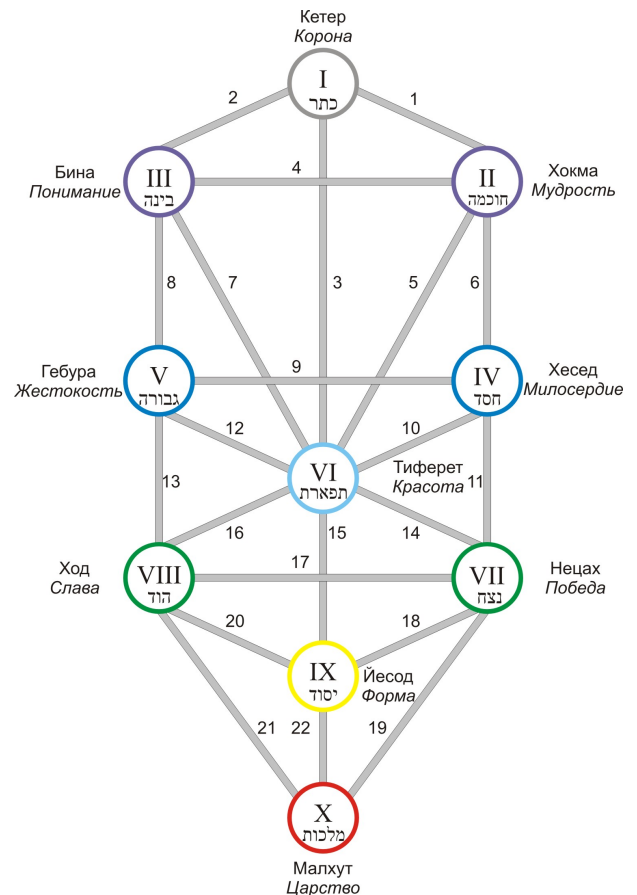 Кетер
Корона
I
כתר
2
1
Бина
Понимание
III
בינה
4
II
חוכמה
Хокма
Мудрость
8
7
3
5
6
Гебура
Жестокость
V
גבורה
9
IV
חסד
Хесед
Милосердие
12
10
13
VI
תפארת
Тиферет
Красота
11
16
15
14
Ход
Слава
VIII
הוד
17
VII
נצח
Нецах
Победа
20
18
IX
יסוד
Йесод
Форма
21
22
19
X
מלכות
Малхут
Царство